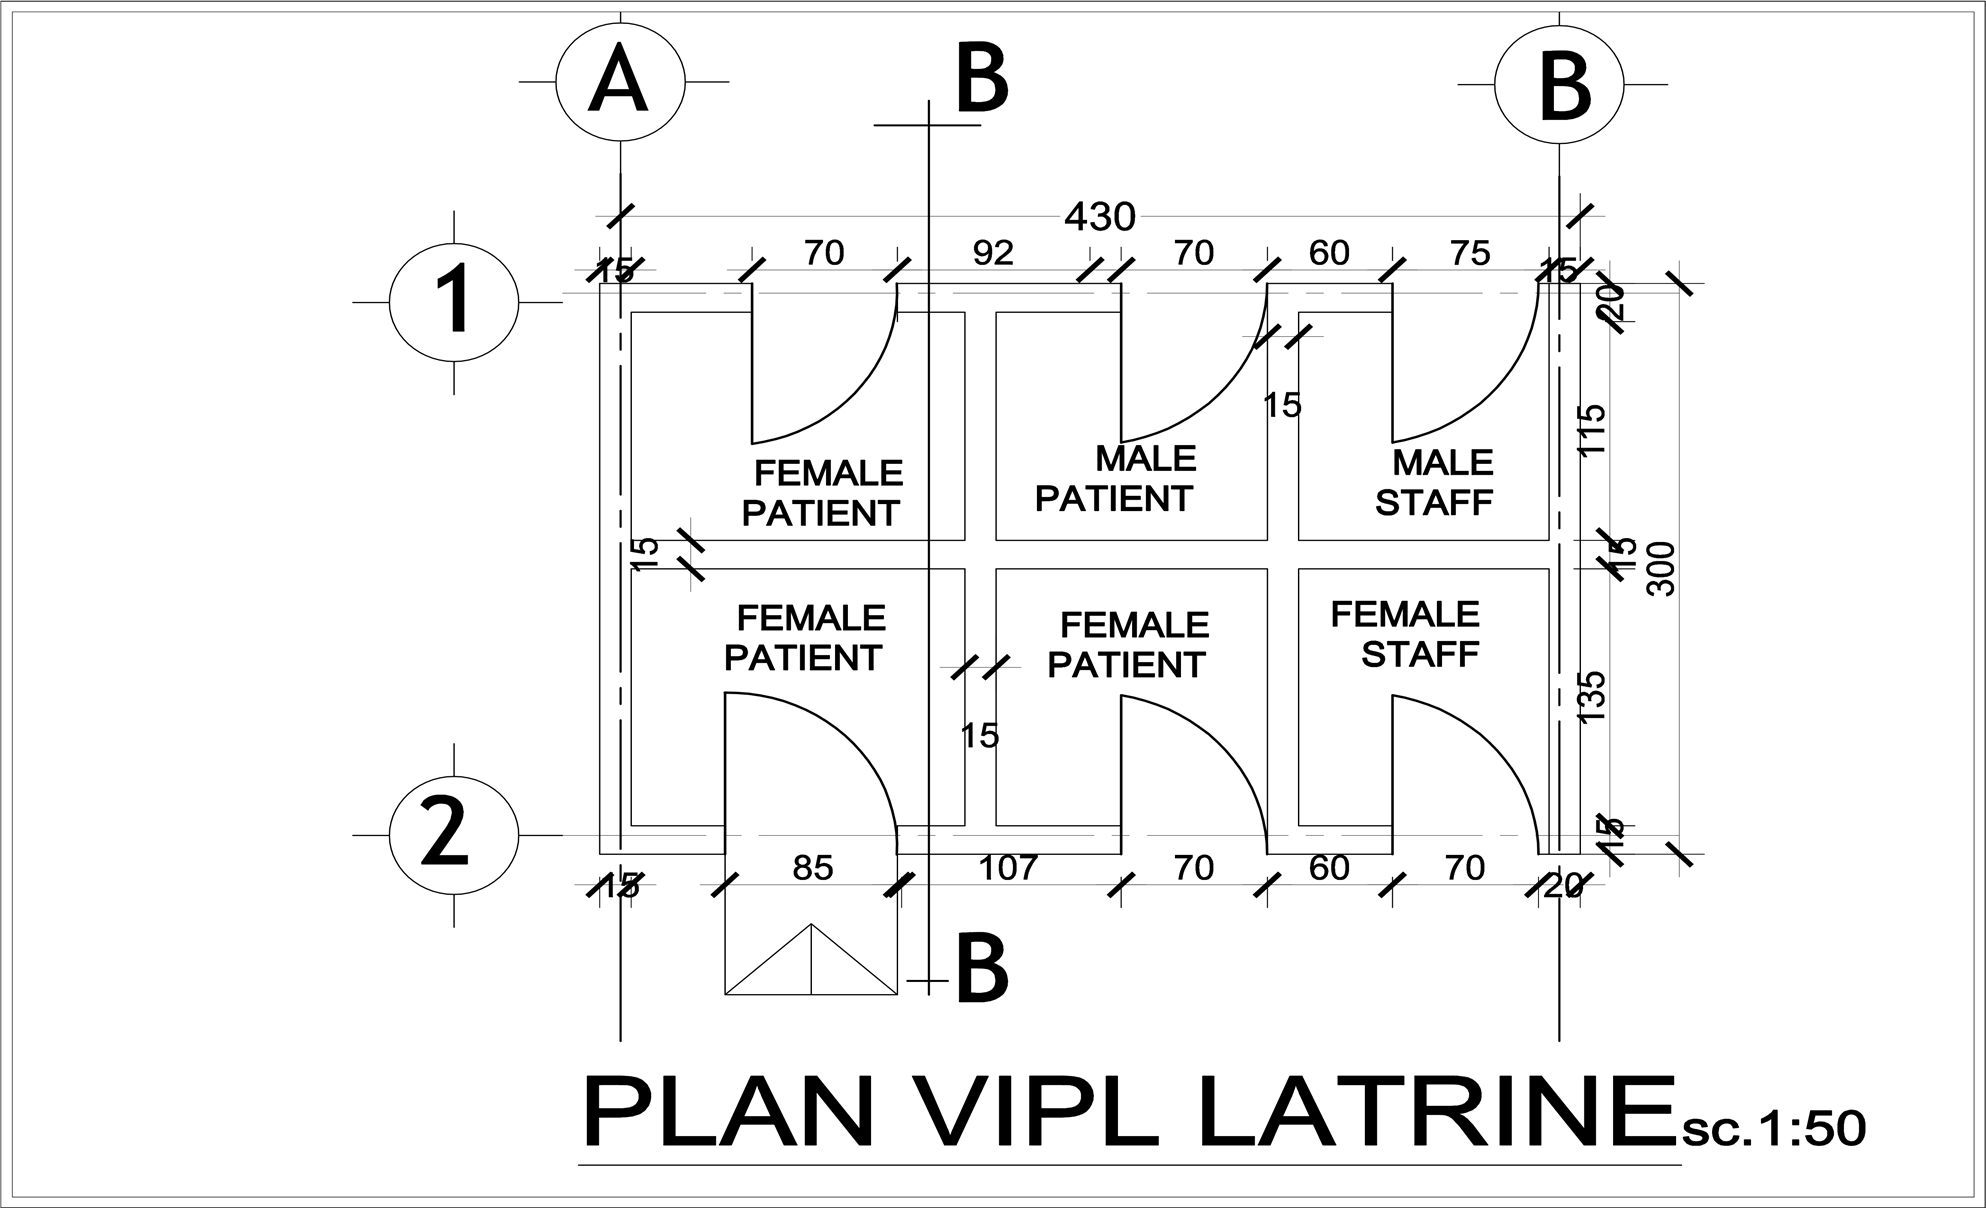 A
B
B
430
70
92
70
60
75
15
15
1
20
15
115
FEMALE
PATIENT
MALE
PATIENT
MALE
STAFF
15
15
300
FEMALE
PATIENT
FEMALE
PATIENT
FEMALE
STAFF
135
15
2
15
85
107
70
60
70
15
20
B
PLAN VIPL LATRINE sc.1:50